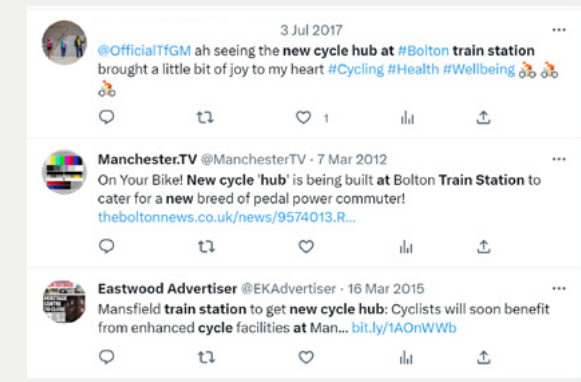 3 Jul 2017
@OfficialTfGM ah seeing the new cycle hub at #Bolton train station
brought a little bit of joy to my heart #Cycling #Health #Wellbeing 🚴 🚴
🚴
1
Manchester.TV @ManchesterTV · 7 Mar 2012
On Your Bike! New cycle 'hub' is being built at Bolton Train Station to
cater for a new breed of pedal power commuter!
theboltonnews.co.uk/news/9574013.R...
Eastwood Advertiser @EKAdvertiser · 16 Mar 2015
Mansfield train station to get new cycle hub: Cyclists will soon benefit
from enhanced cycle facilities at Man... bit.ly/1AOnWWb